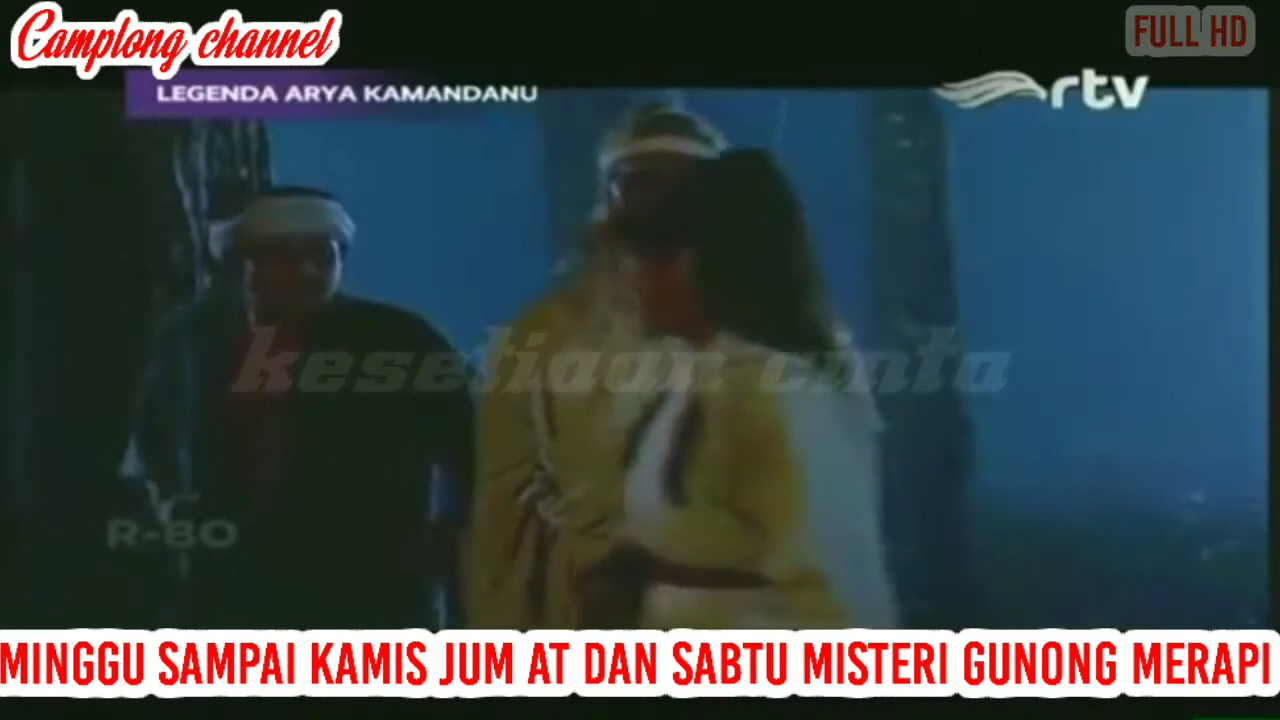 Camplong channel
FULL HD
LEGENDA ARYA KAMANDANU
rtv
kesetiaan cinta
R-BO
MINGGU SAMPAI KAMIS JUM AT DAN SABTU MISTERI GUNONG MERAPI